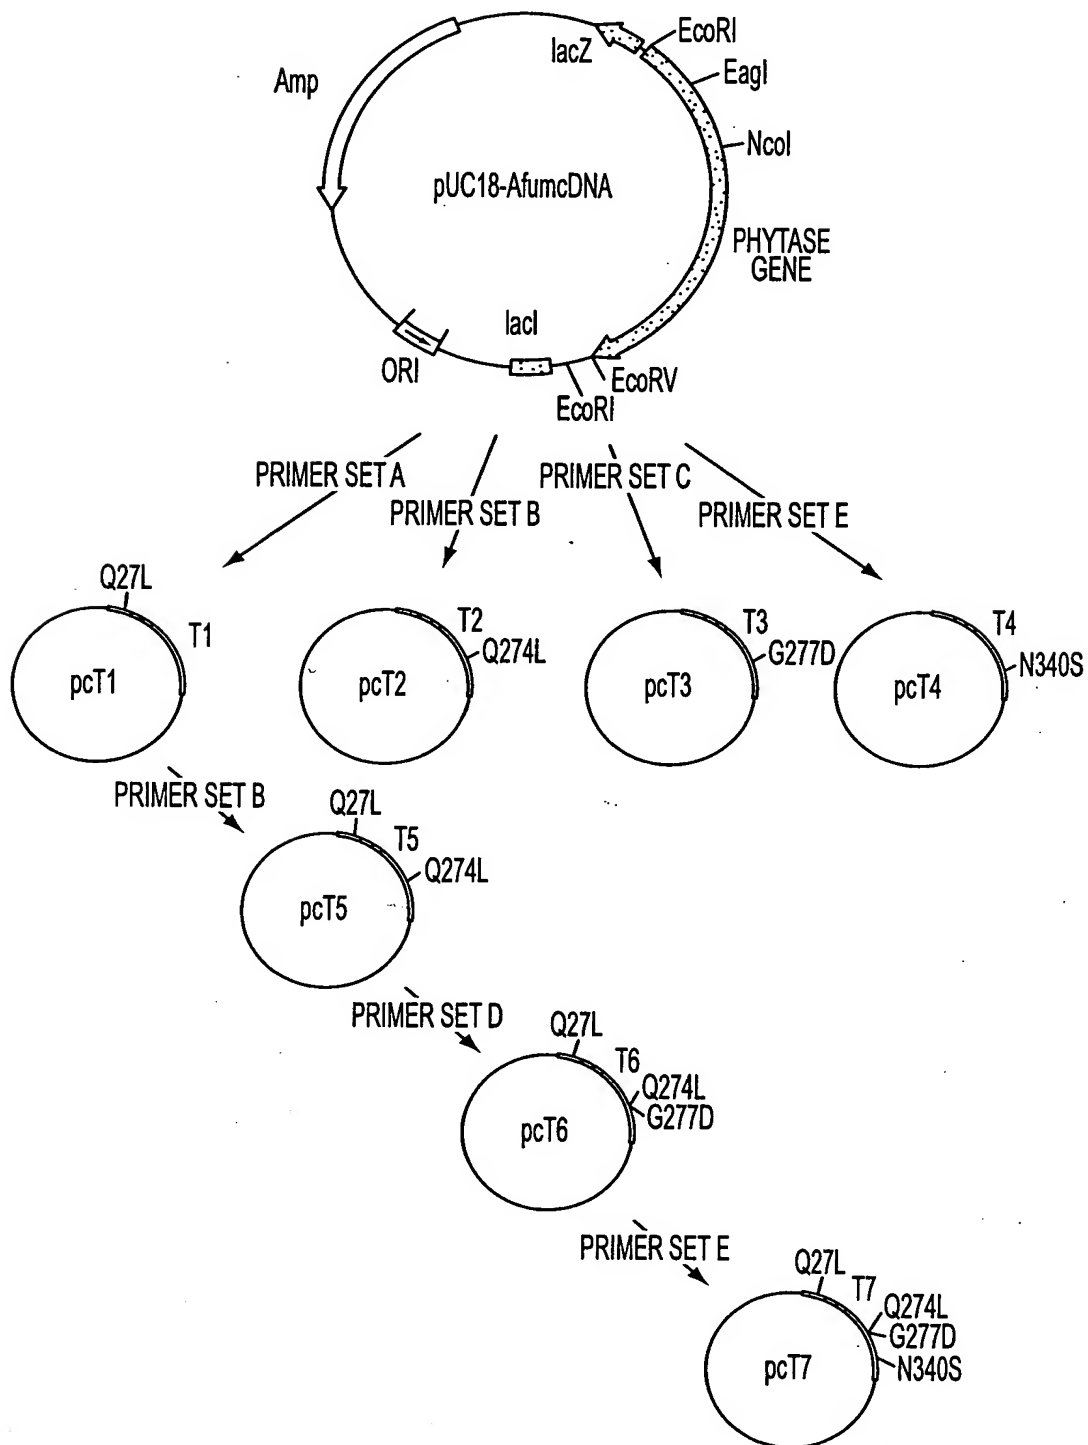 EcoRI
lacZ
EagI
Amp
NcoI
pUC18-AfumcDNA
PHYTASE
GENE
lacI
ORI
EcoRV
EcoRI
PRIMER SET A
PRIMER SET C
PRIMER SET B
PRIMER SET E
Q27L
T1
pcT1
T2
Q274L
pcT2
T3
G277D
pcT3
T4
N340S
pcT4
PRIMER SET B
Q27L
T5
Q274L
pcT5
PRIMER SET D
Q27L
T6
Q274L
G277D
pcT6
PRIMER SET E
Q27L
T7
Q274L
G277D
N340S
pcT7